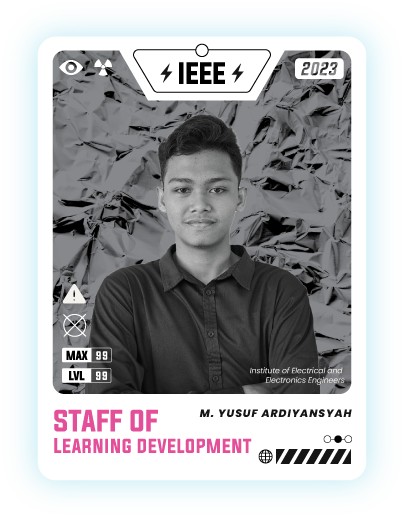 IEEE
2023
MAX 99
LVL 99
Institute of Electrical and
Electronics Engineers
M. YUSUF ARDIYANSYAH
STAFF OF
LEARNING DEVELOPMENT